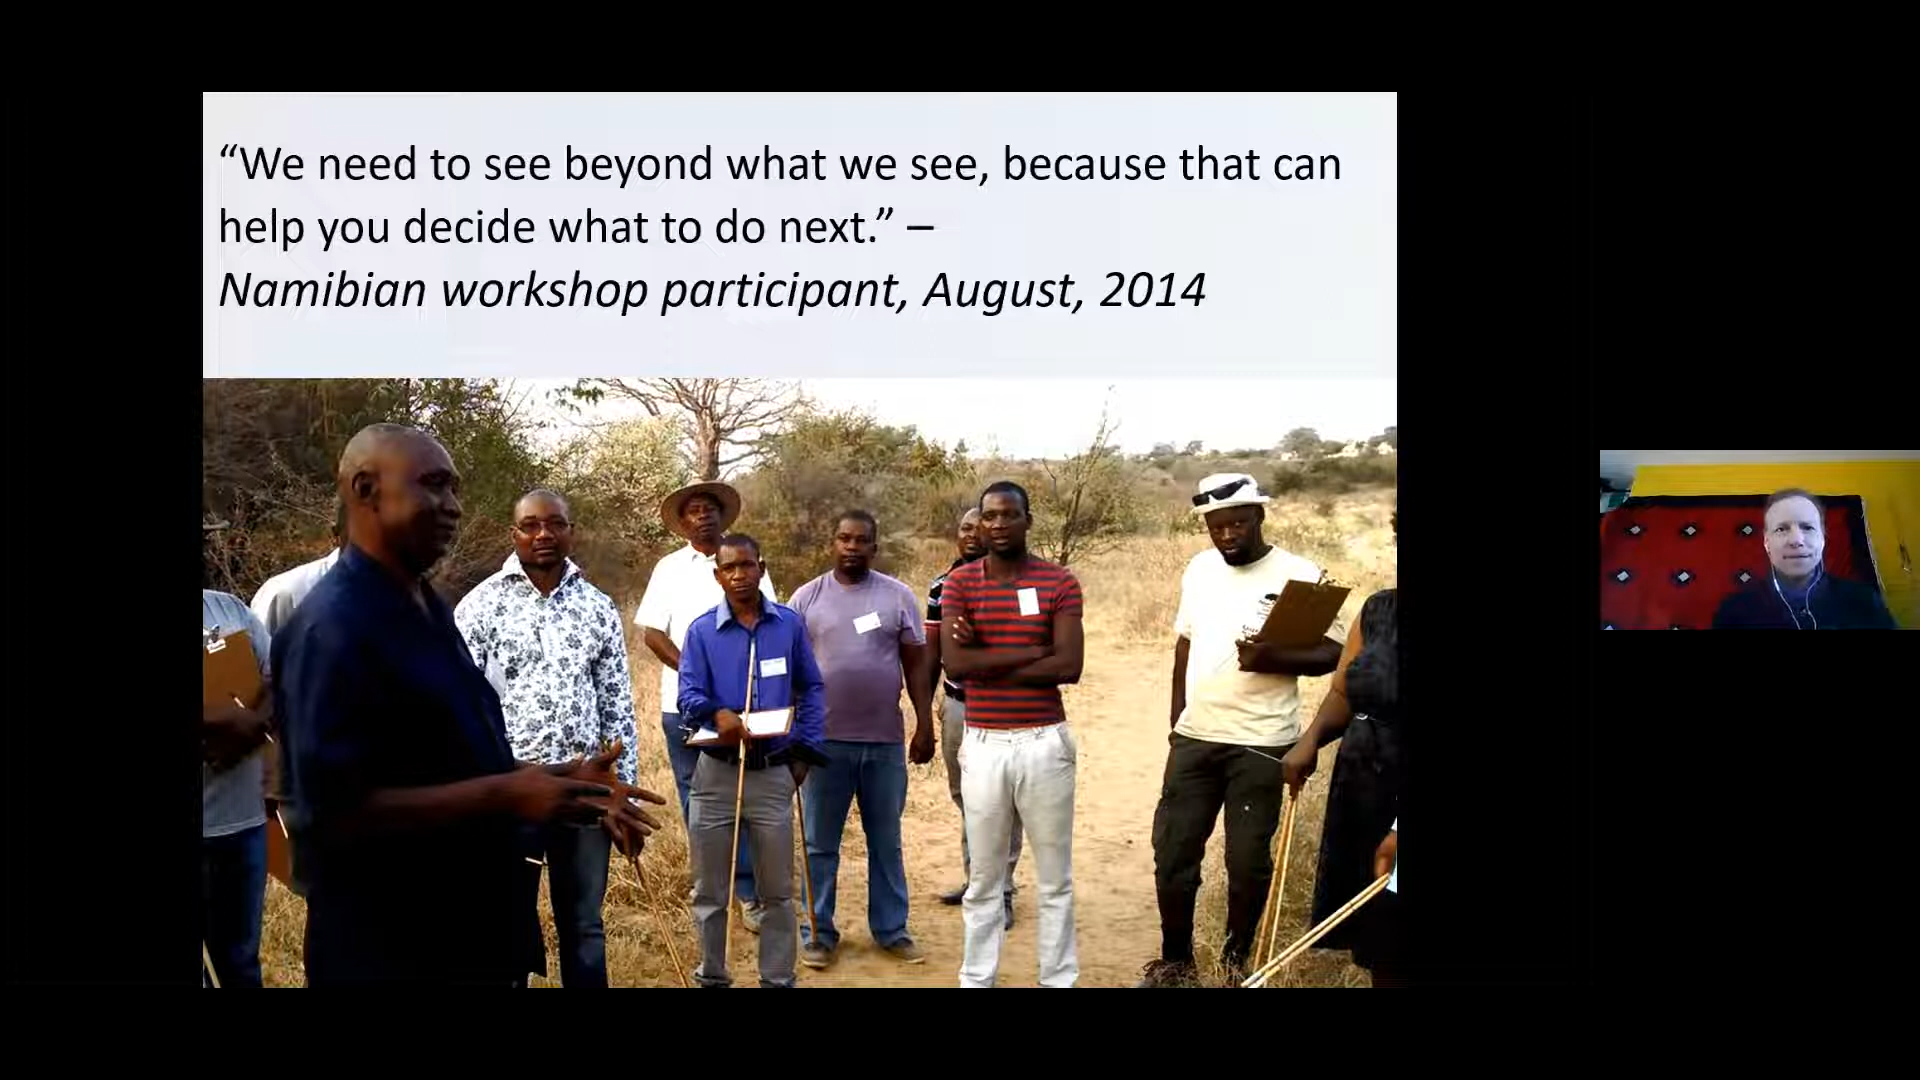 “We need to see beyond what we see, because that can
help you decide what to do next.” –
Namibian workshop participant, August, 2014